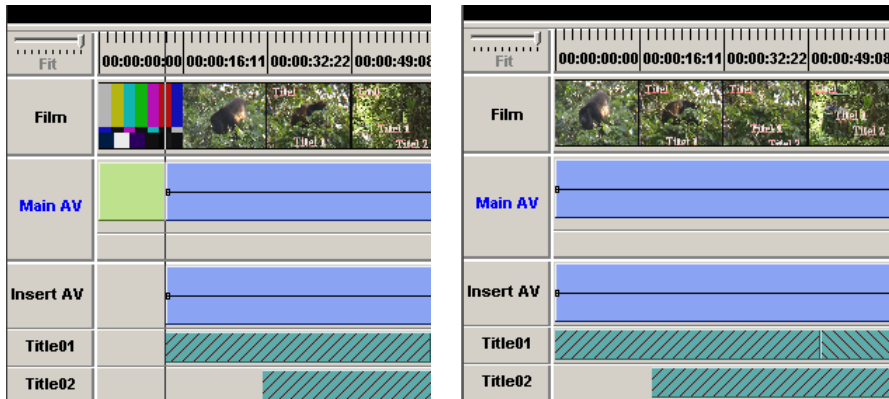 Fit
00:00:00:00 00:00:16:11 00:00:32:22 00:00:49:08
Film
Titel
Titel 1
Titel 1
Titel 2
Main AV
Insert AV
Title01
Title02
Fit
00:00:00:00 00:00:16:11 00:00:32:22 00:00:49:08
Film
Titel
Titel
Titel 1
Titel 1
Titel 2
Titel 2
Main AV
Insert AV
Title01
Title02